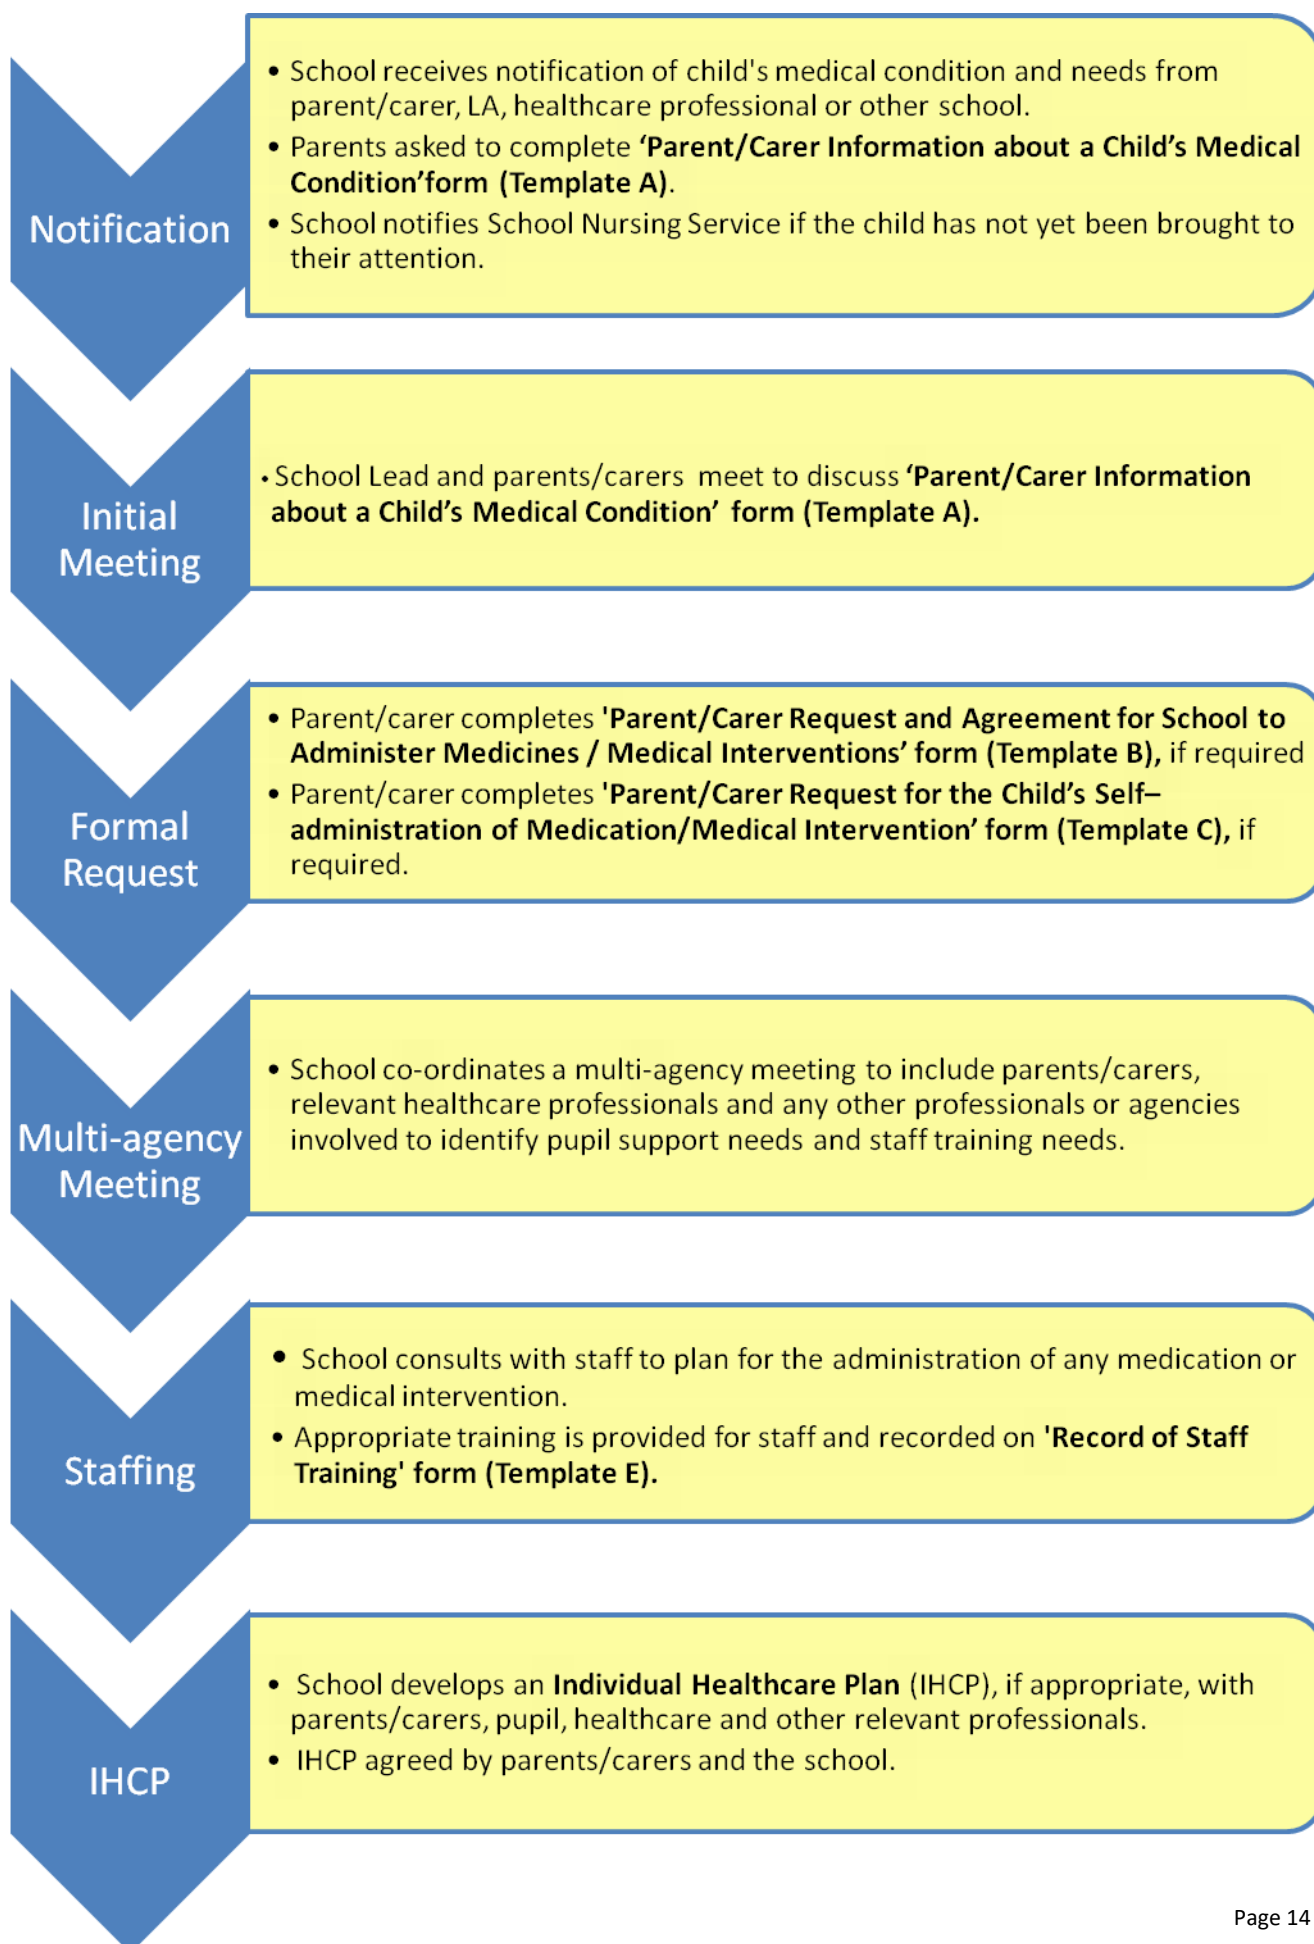 Notification
• School receives notification of child's medical condition and needs from
parent/carer, LA, healthcare professional or other school.
• Parents asked to complete ‘Parent/Carer Information about a Child’s Medical
Condition’form (Template A).
• School notifies School Nursing Service if the child has not yet been brought to
their attention.
Initial
Meeting
• School Lead and parents/carers meet to discuss ‘Parent/Carer Information
about a Child’s Medical Condition’ form (Template A).
Formal
Request
• Parent/carer completes 'Parent/Carer Request and Agreement for School to
Administer Medicines / Medical Interventions’ form (Template B), if required
• Parent/carer completes 'Parent/Carer Request for the Child’s Self–
administration of Medication/Medical Intervention’ form (Template C), if
required.
Multi-agency
Meeting
• School co-ordinates a multi-agency meeting to include parents/carers,
relevant healthcare professionals and any other professionals or agencies
involved to identify pupil support needs and staff training needs.
Staffing
• School consults with staff to plan for the administration of any medication or
medical intervention.
• Appropriate training is provided for staff and recorded on 'Record of Staff
Training' form (Template E).
IHCP
• School develops an Individual Healthcare Plan (IHCP), if appropriate, with
parents/carers, pupil, healthcare and other relevant professionals.
• IHCP agreed by parents/carers and the school.
Page 14